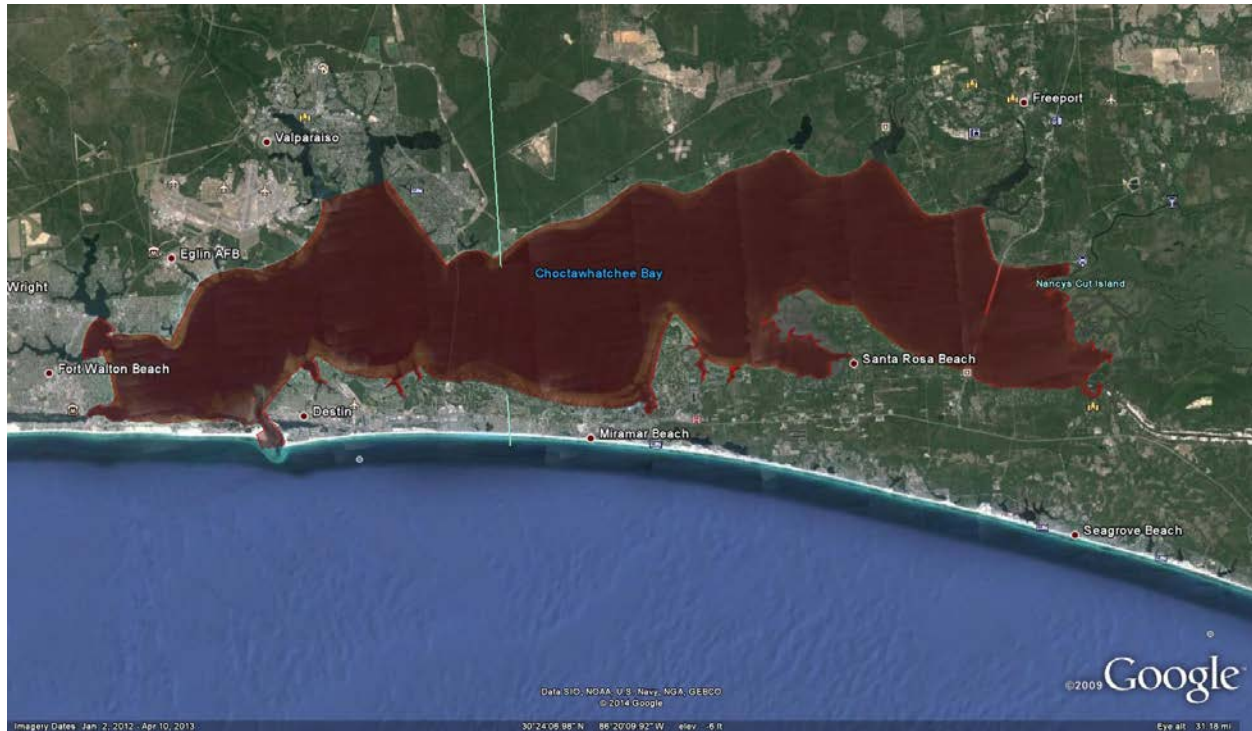 Freeport
Valparaiso
Eglin AFB
Choctawhatchee Bay
Nancys Cut Island
Wright
Fort Walton Beach
Santa Rosa Beach
Destin
Miramar Beach
Seagrove Beach
©2009 Google
Data SIO, NOAA, U.S. Navy, NGA, GEBCO
© 2014 Google
Imagery Dates: Jan 2, 2012 - Apr 10, 2013
30°24'06.98" N 86°20'09.92" W elev -6 ft
Eye alt 31.18 mi